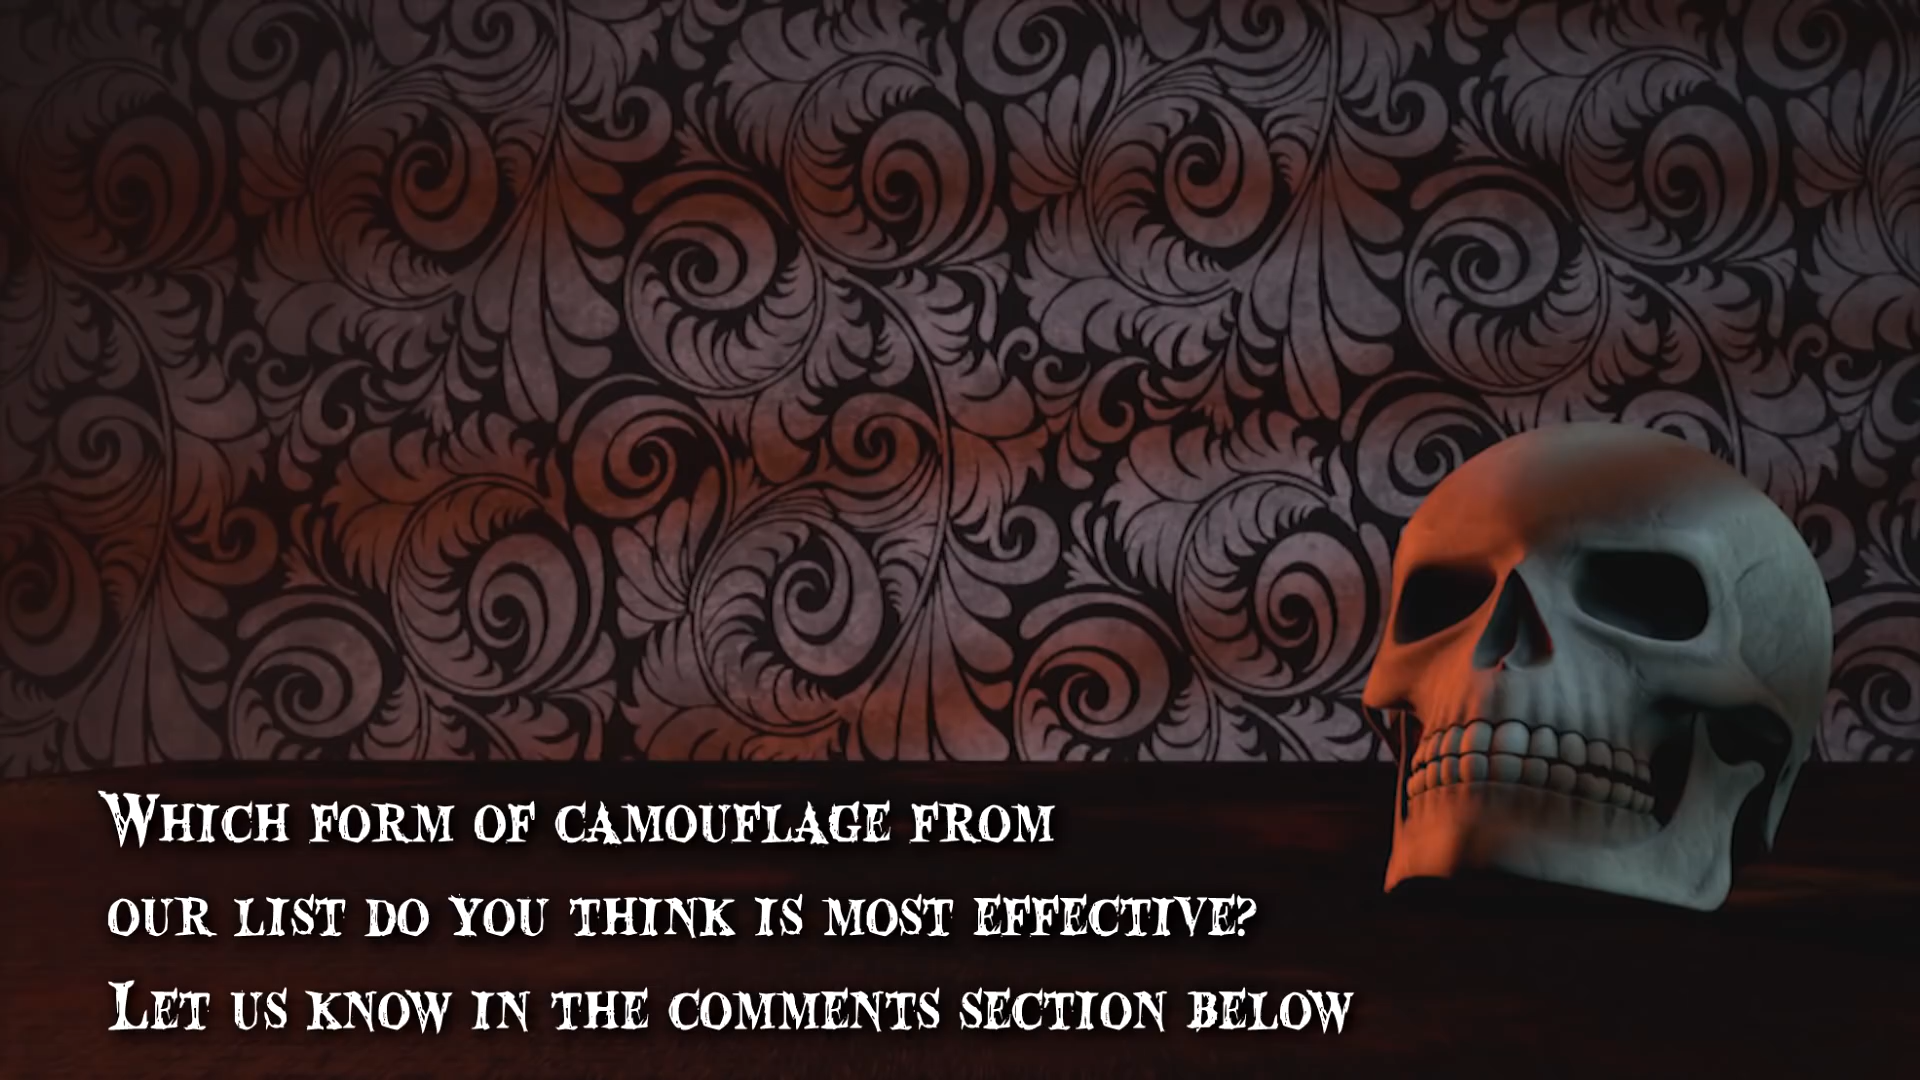 Which form of camouflage from
our list do you think is most effective?
Let us know in the comments section below